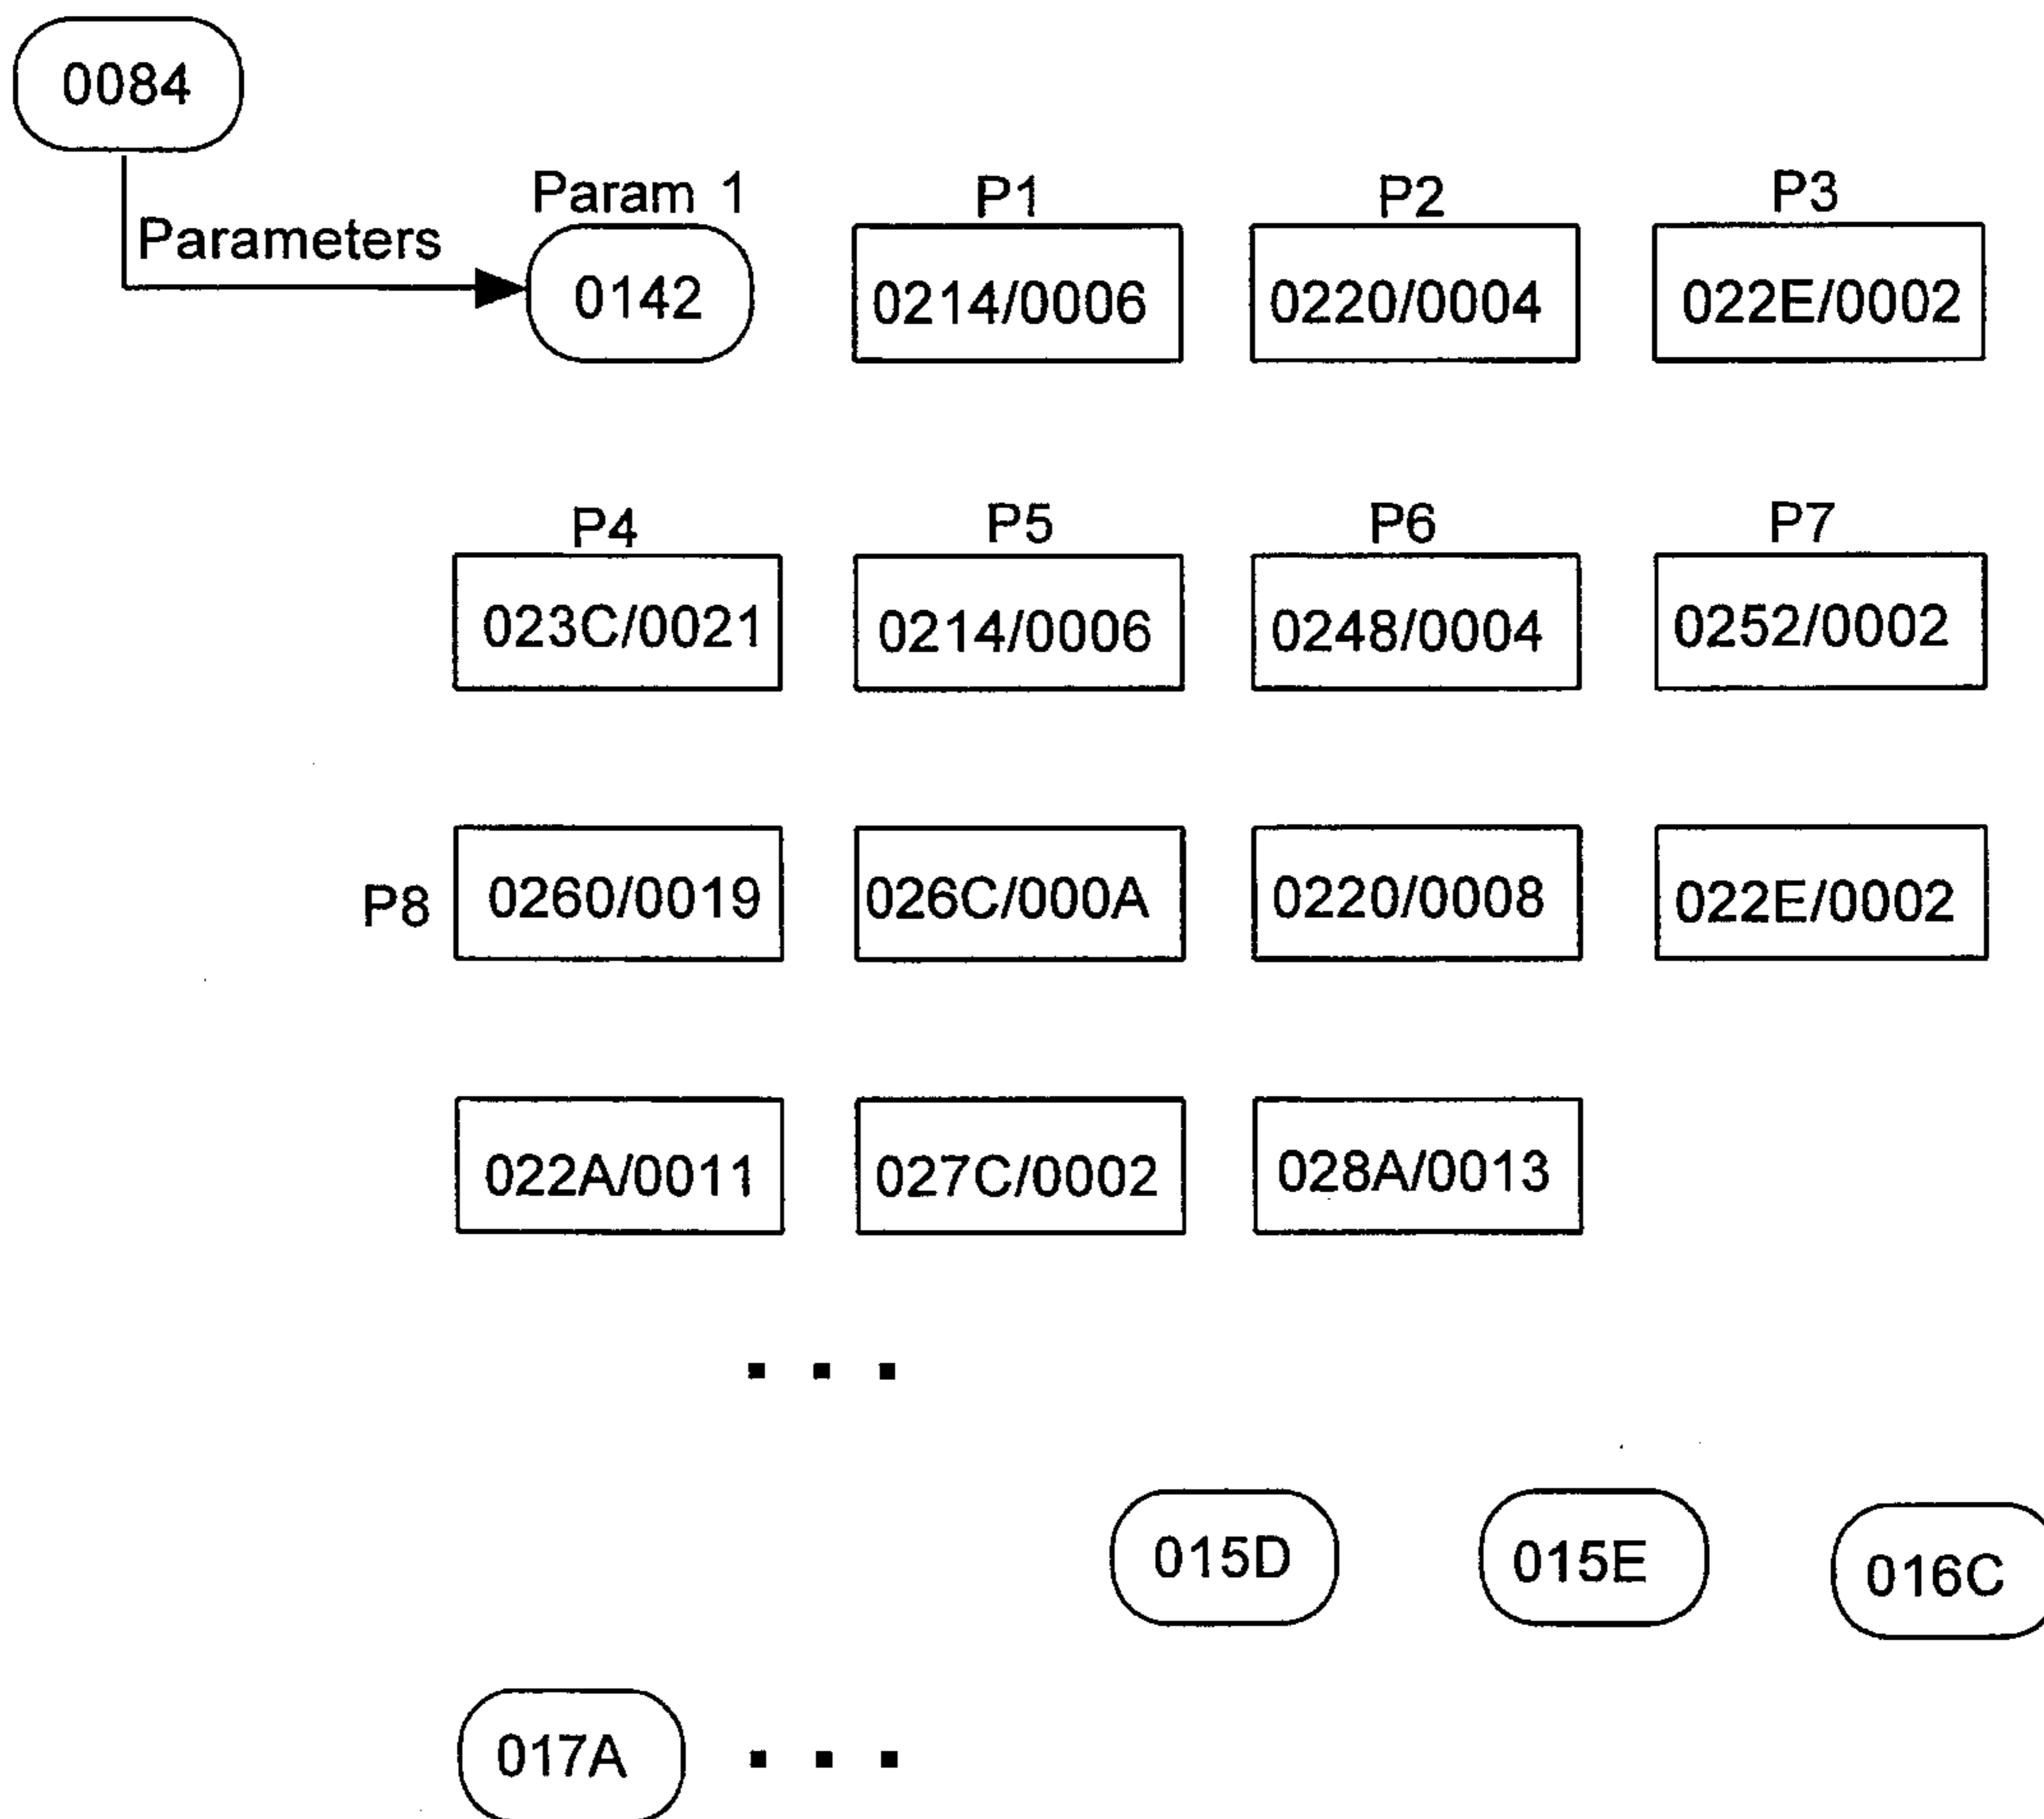 0084
Param 1 P1 P2 P3
Parameters
0142 0214/0006 0220/0004 022E/0002
P4 P5 P6 P7
023C/0021 0214/0006 0248/0004 0252/0002
P8 0260/0019 026C/000A 0220/0008 022E/0002
022A/0011 027C/0002 028A/0013
. . .
015D 015E 016C
017A . . .